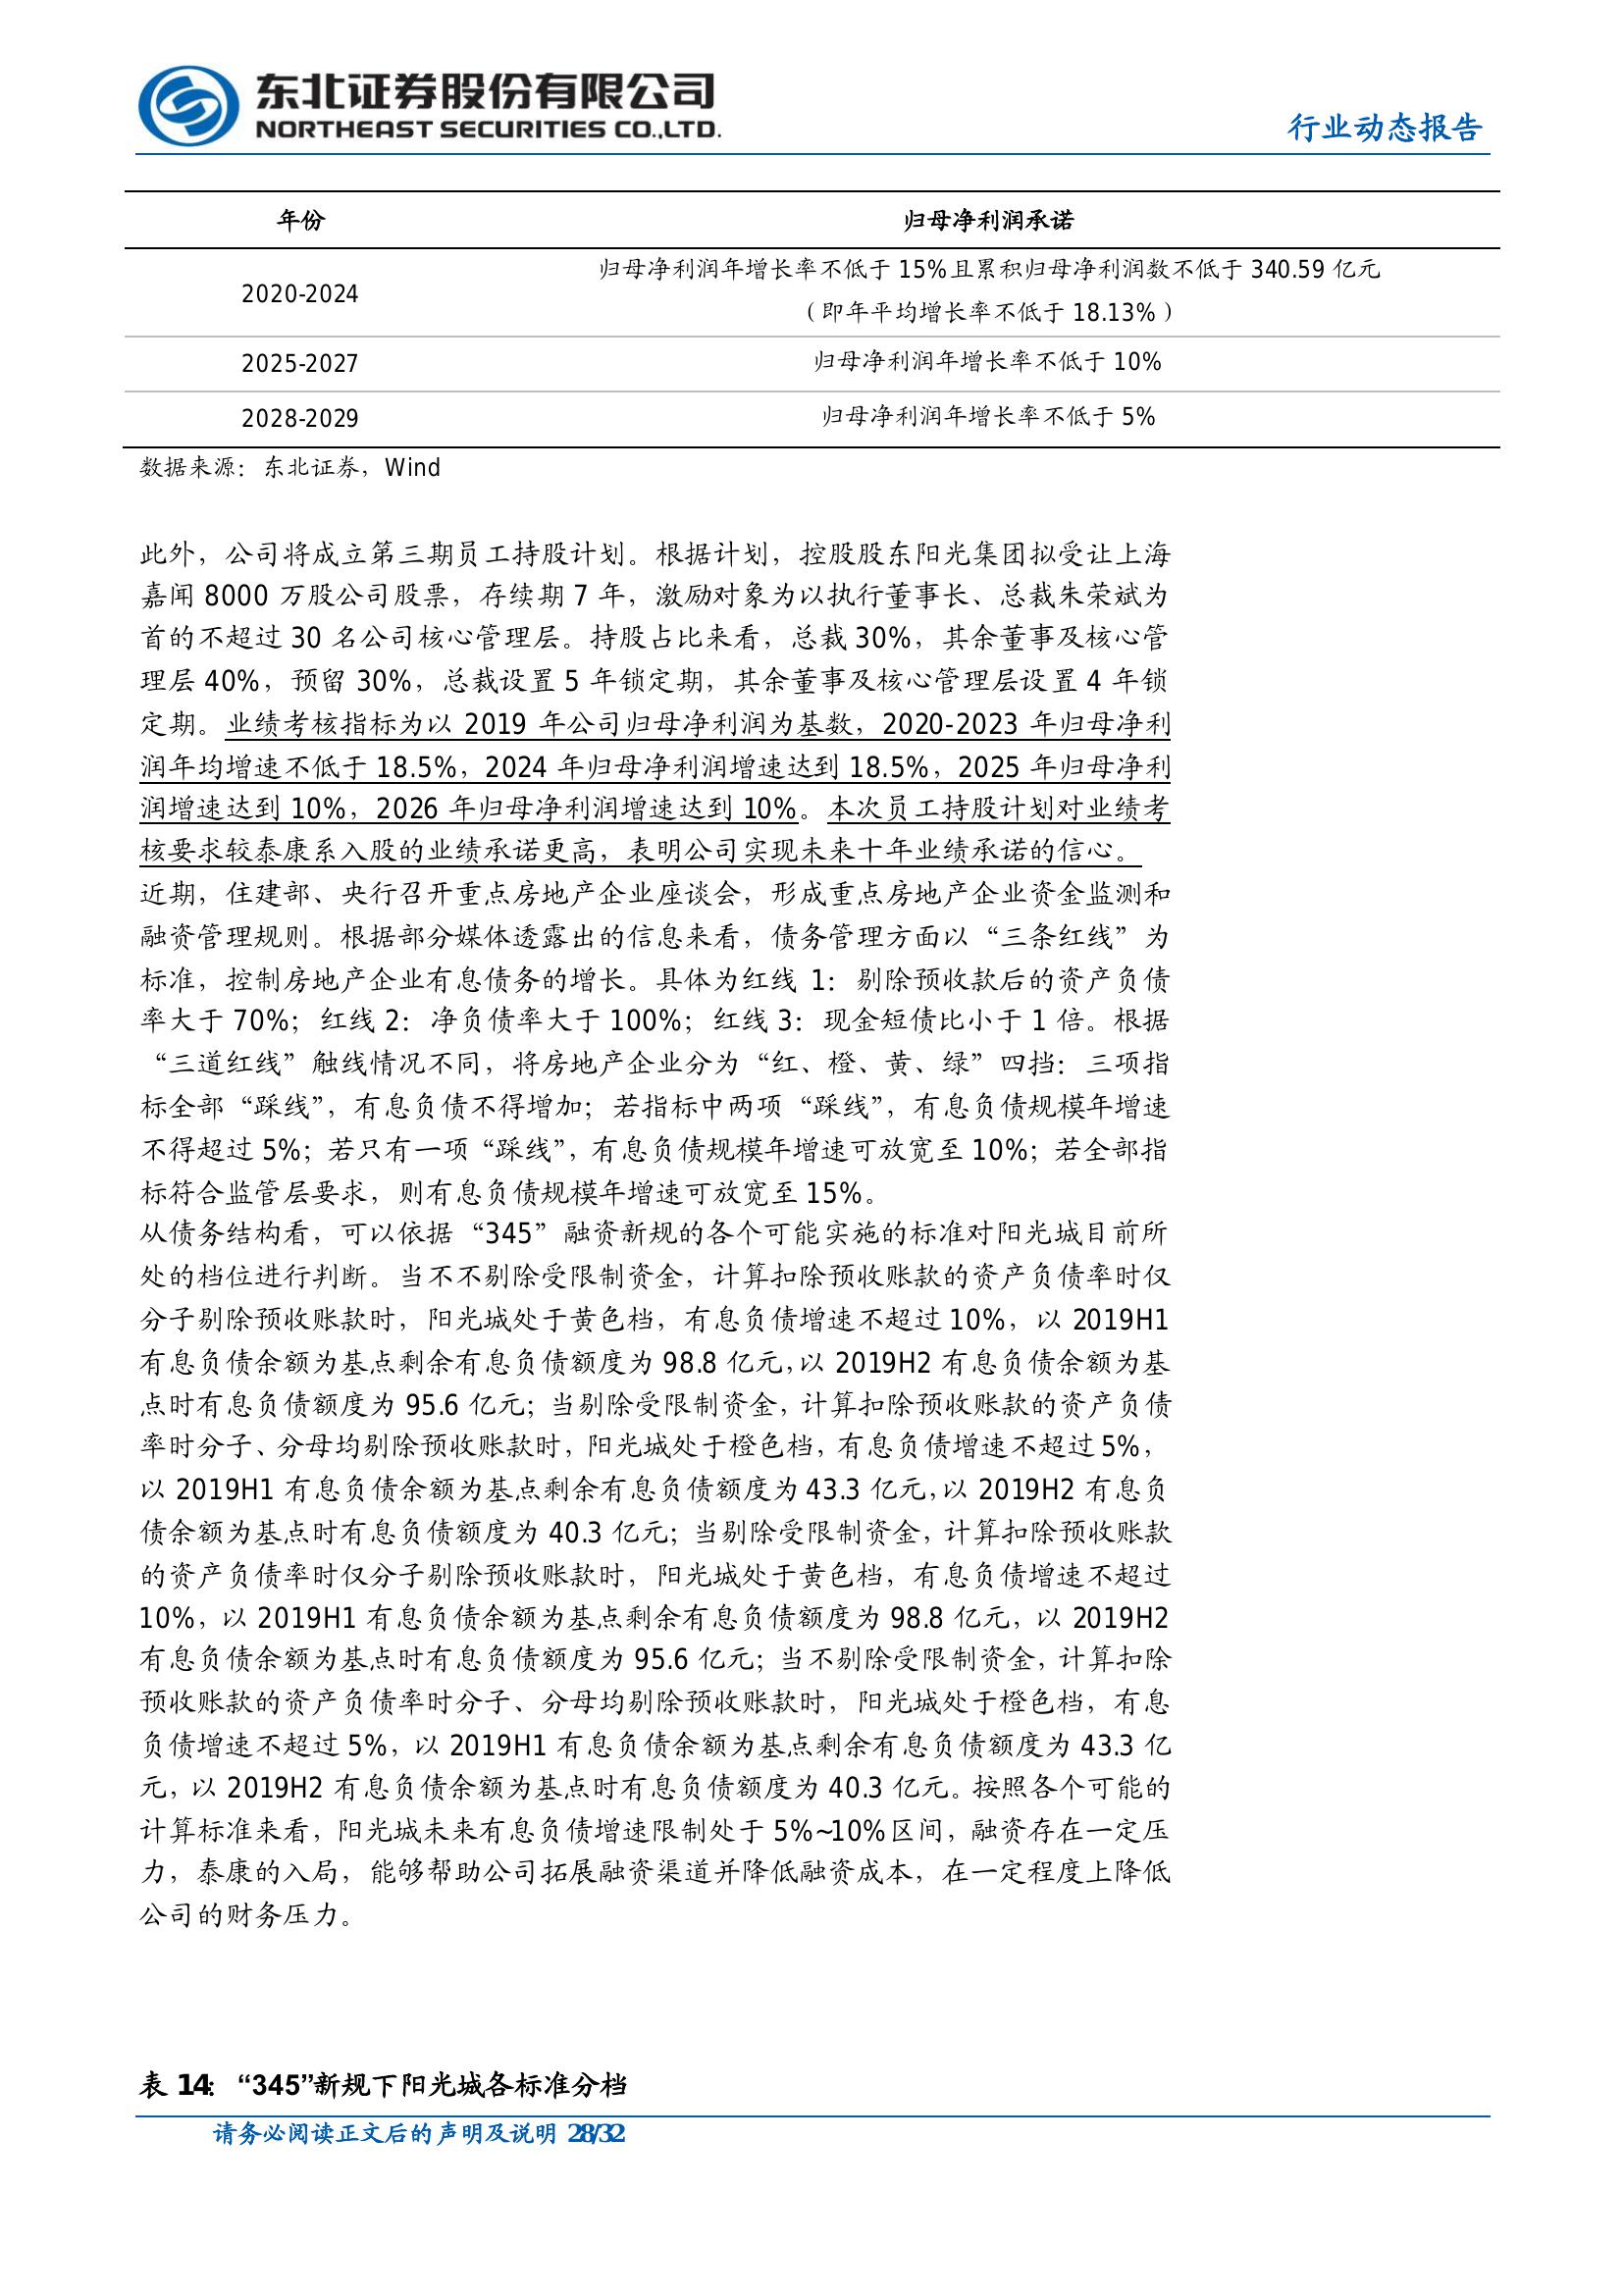 东北证券股份有限公司
NORTHEAST SECURITIES CO.,LTD.
行业动态报告
年份 归母净利润承诺
2020-2024 归母净利润年增长率不低于 15%且累积归母净利润数不低于 340.59 亿元
（即年平均增长率不低于 18.13%）
2025-2027 归母净利润年增长率不低于 10%
2028-2029 归母净利润年增长率不低于 5%
数据来源：东北证券，Wind
此外，公司将成立第三期员工持股计划。根据计划，控股股东阳光集团拟受让上海
嘉闻 8000 万股公司股票，存续期 7 年，激励对象为以执行董事长、总裁朱荣斌为
首的不超过 30 名公司核心管理层。持股占比来看，总裁 30%，其余董事及核心管
理层 40%，预留 30%，总裁设置 5 年锁定期，其余董事及核心管理层设置 4 年锁
定期。业绩考核指标为以 2019 年公司归母净利润为基数，2020-2023 年归母净利
润年均增速不低于 18.5%，2024 年归母净利润增速达到 18.5%，2025 年归母净利
润增速达到 10%，2026 年归母净利润增速达到 10%。本次员工持股计划对业绩考
核要求较泰康系入股的业绩承诺更高，表明公司实现未来十年业绩承诺的信心。
近期，住建部、央行召开重点房地产企业座谈会，形成重点房地产企业资金监测和
融资管理规则。根据部分媒体透露出的信息来看，债务管理方面以“三条红线”为
标准，控制房地产企业有息债务的增长。具体为红线 1：剔除预收款后的资产负债
率大于 70%；红线 2：净负债率大于 100%；红线 3：现金短债比小于 1 倍。根据
“三道红线”触线情况不同，将房地产企业分为“红、橙、黄、绿”四挡：三项指
标全部“踩线”，有息负债不得增加；若指标中两项“踩线”，有息负债规模年增速
不得超过 5%；若只有一项“踩线”，有息负债规模年增速可放宽至 10%；若全部指
标符合监管层要求，则有息负债规模年增速可放宽至 15%。
从债务结构看，可以依据“345”融资新规的各个可能实施的标准对阳光城目前所
处的档位进行判断。当不不剔除受限制资金，计算扣除预收账款的资产负债率时仅
分子剔除预收账款时，阳光城处于黄色档，有息负债增速不超过 10%，以 2019H1
有息负债余额为基点剩余有息负债额度为 98.8 亿元，以 2019H2 有息负债余额为基
点时有息负债额度为 95.6 亿元；当剔除受限制资金，计算扣除预收账款的资产负债
率时分子、分母均剔除预收账款时，阳光城处于橙色档，有息负债增速不超过 5%，
以 2019H1 有息负债余额为基点剩余有息负债额度为 43.3 亿元，以 2019H2 有息负
债余额为基点时有息负债额度为 40.3 亿元；当剔除受限制资金，计算扣除预收账款
的资产负债率时仅分子剔除预收账款时，阳光城处于黄色档，有息负债增速不超过
10%，以 2019H1 有息负债余额为基点剩余有息负债额度为 98.8 亿元，以 2019H2
有息负债余额为基点时有息负债额度为 95.6 亿元；当不剔除受限制资金，计算扣除
预收账款的资产负债率时分子、分母均剔除预收账款时，阳光城处于橙色档，有息
负债增速不超过 5%，以 2019H1 有息负债余额为基点剩余有息负债额度为 43.3 亿
元，以 2019H2 有息负债余额为基点时有息负债额度为 40.3 亿元。按照各个可能的
计算标准来看，阳光城未来有息负债增速限制处于 5%~10%区间，融资存在一定压
力，泰康的入局，能够帮助公司拓展融资渠道并降低融资成本，在一定程度上降低
公司的财务压力。
表 14：“345”新规下阳光城各标准分档
请务必阅读正文后的声明及说明 28/32